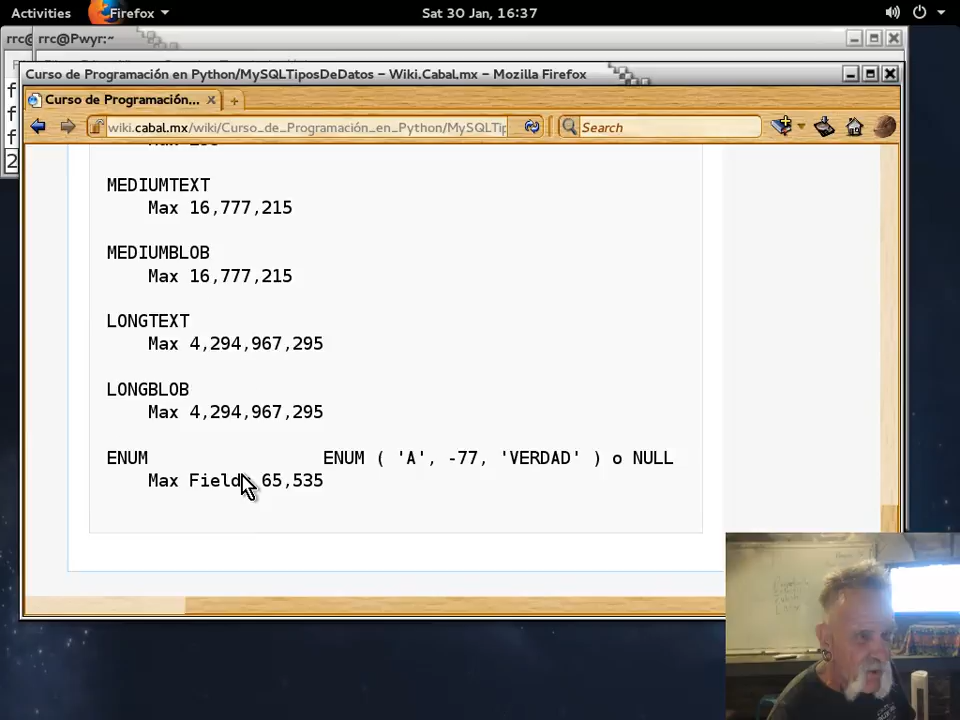 Activities Firefox Sat 30 Jan, 16:37
rrc@ rrc@Pwyr:~
Curso de Programación en Python/MySQLTiposDeDatos - Wiki.Cabal.mx - Mozilla Firefox
Curso de Programación...
wiki.cabal.mx/wiki/Curso_de_Programación_en_Python/MySQLTip
Search
f
f
f
2
MEDIUMTEXT
Max 16,777,215
MEDIUMBLOB
Max 16,777,215
LONGTEXT
Max 4,294,967,295
LONGBLOB
Max 4,294,967,295
ENUM ENUM ( 'A', -77, 'VERDAD' ) o NULL
Max Field 65,535